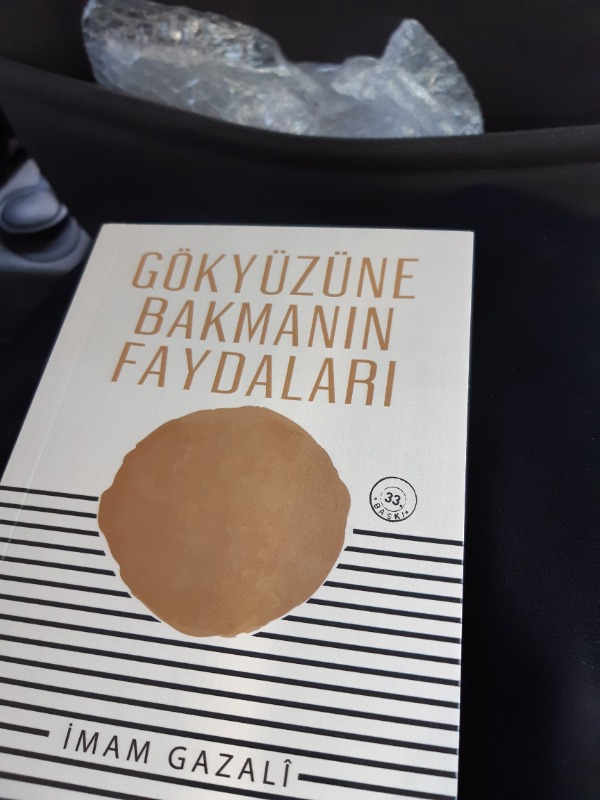 GÖKYÜZÜNE
BAKMANIN
FAYDALARI
33.
BASKI
İMAM GAZALÎ